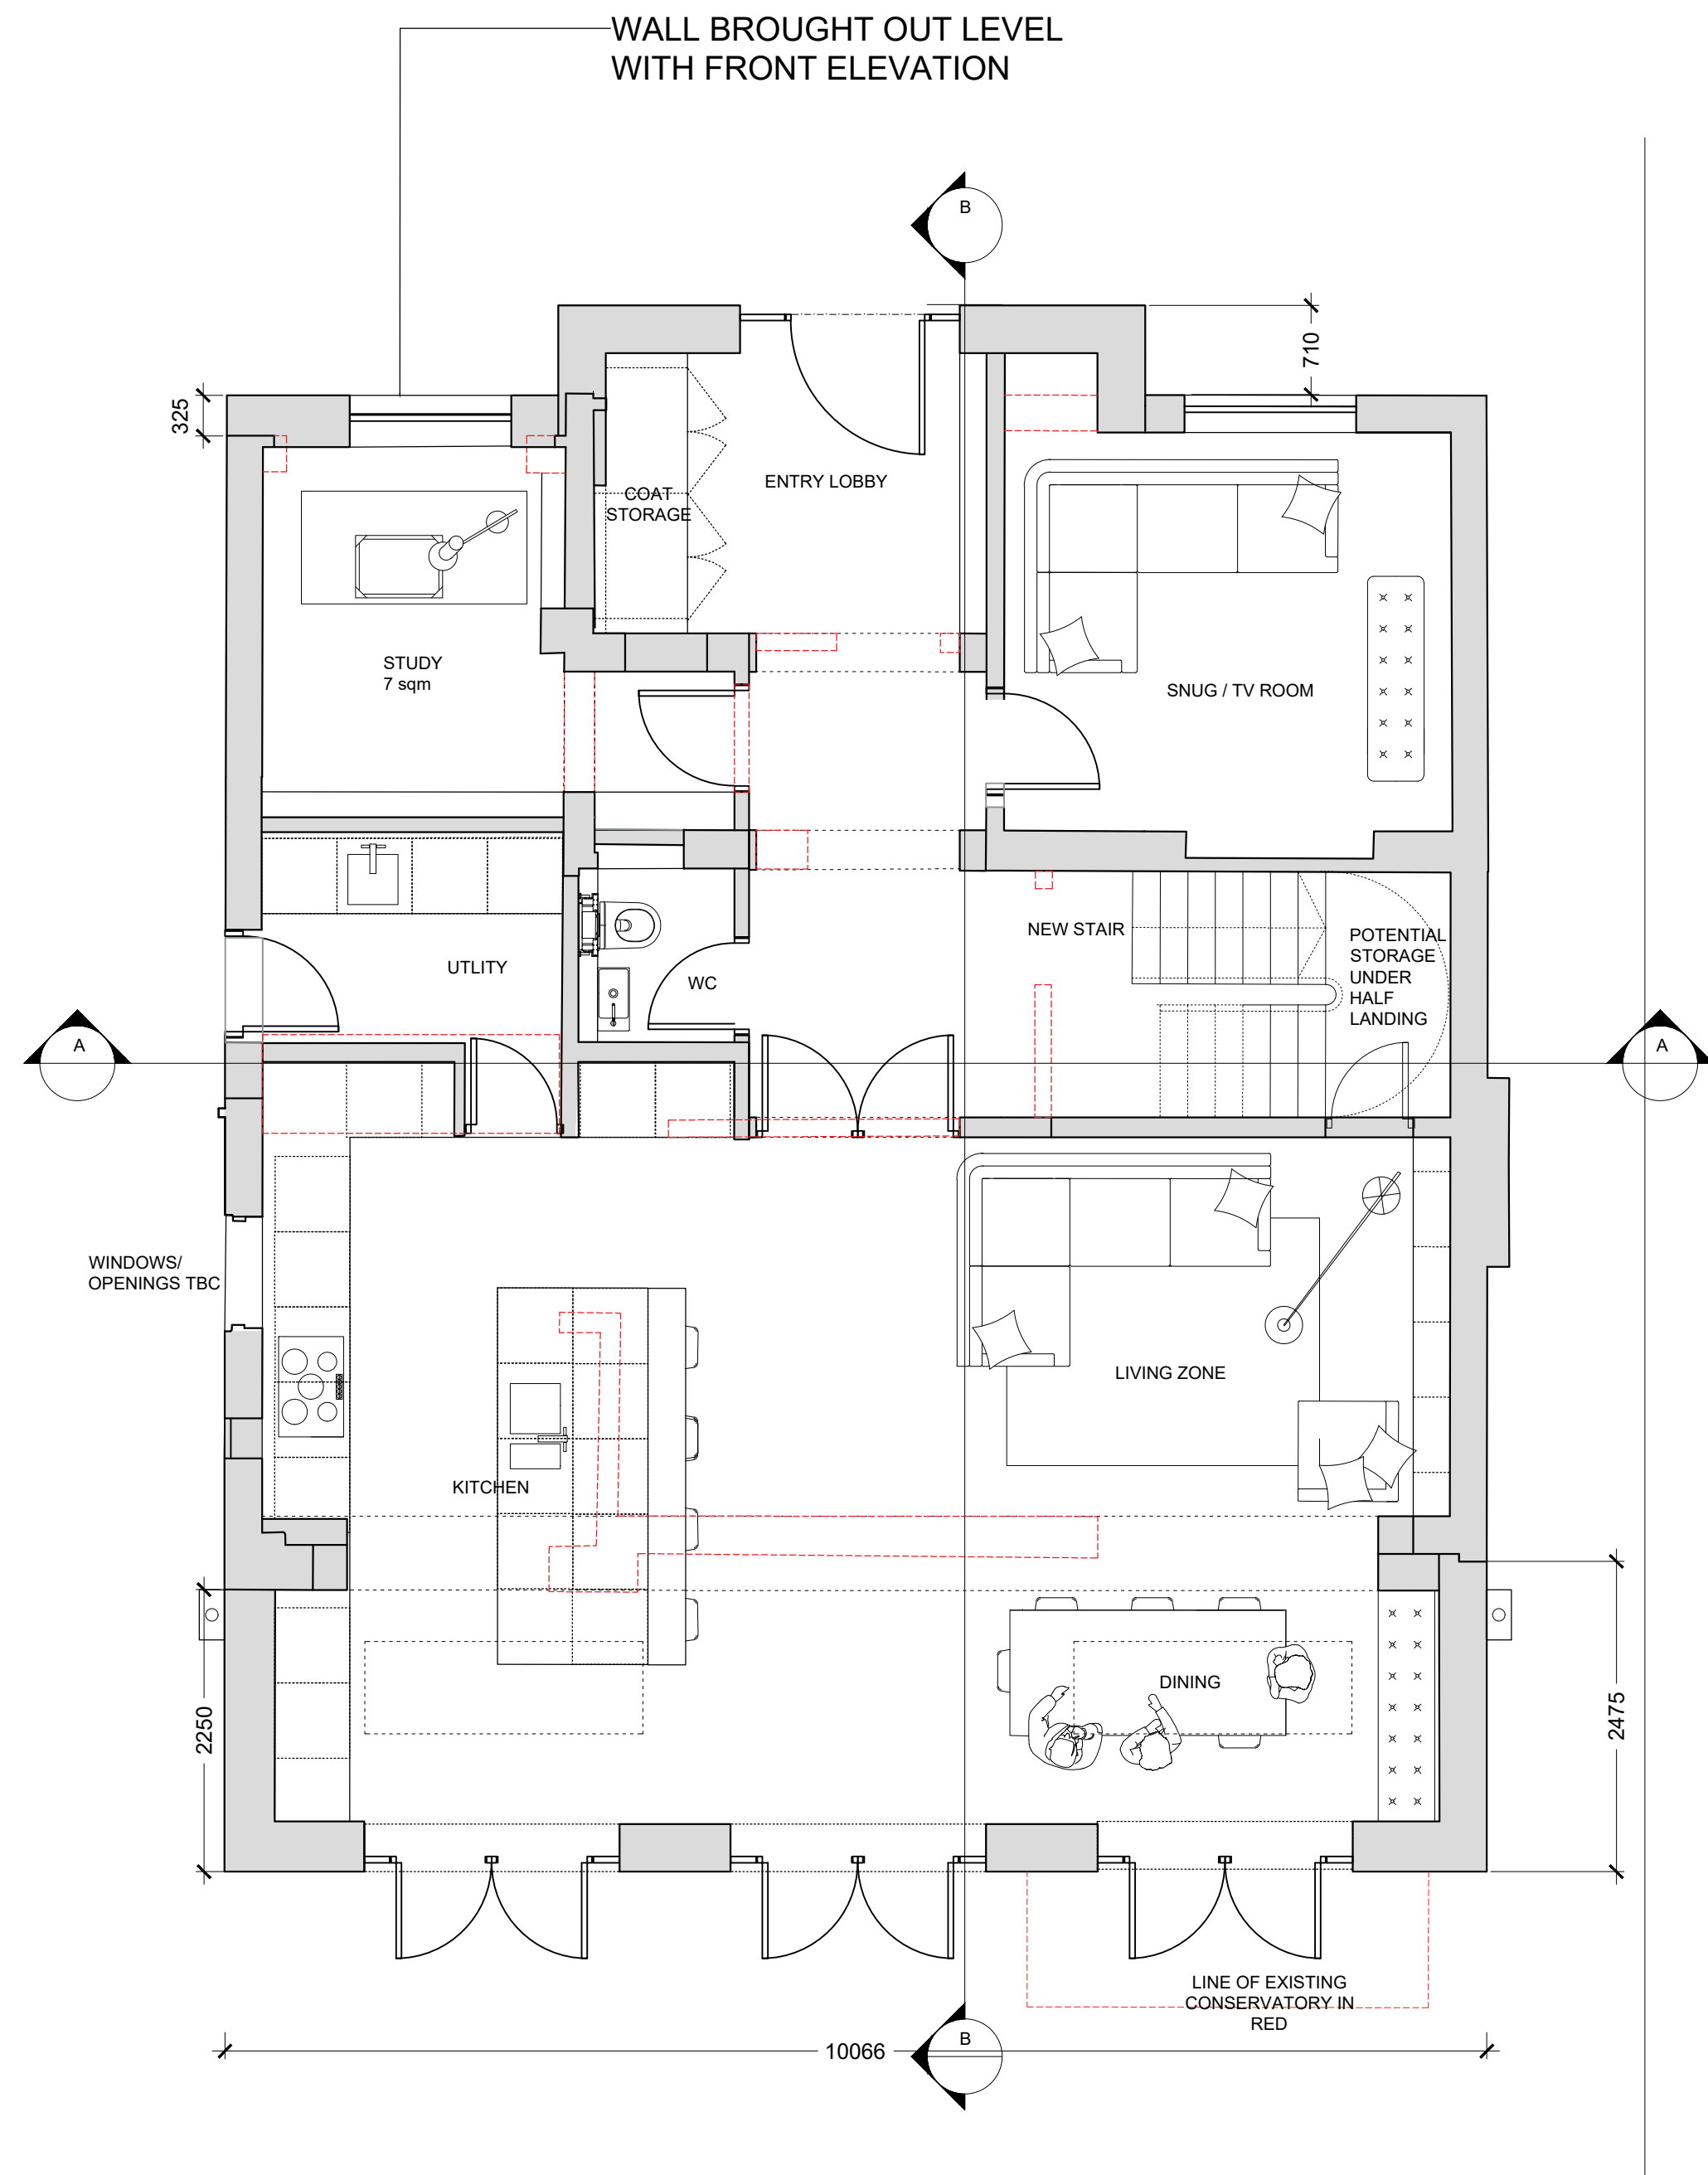 WALL BROUGHT OUT LEVEL
WITH FRONT ELEVATION
B
710
325
COAT
STORAGE
ENTRY LOBBY
STUDY
7 sqm
SNUG / TV ROOM
NEW STAIR
POTENTIAL
STORAGE
UNDER
HALF
LANDING
UTLITY
WC
A
A
WINDOWS/
OPENINGS TBC
LIVING ZONE
KITCHEN
DINING
2250
2475
LINE OF EXISTING
CONSERVATORY IN
RED
B
10066